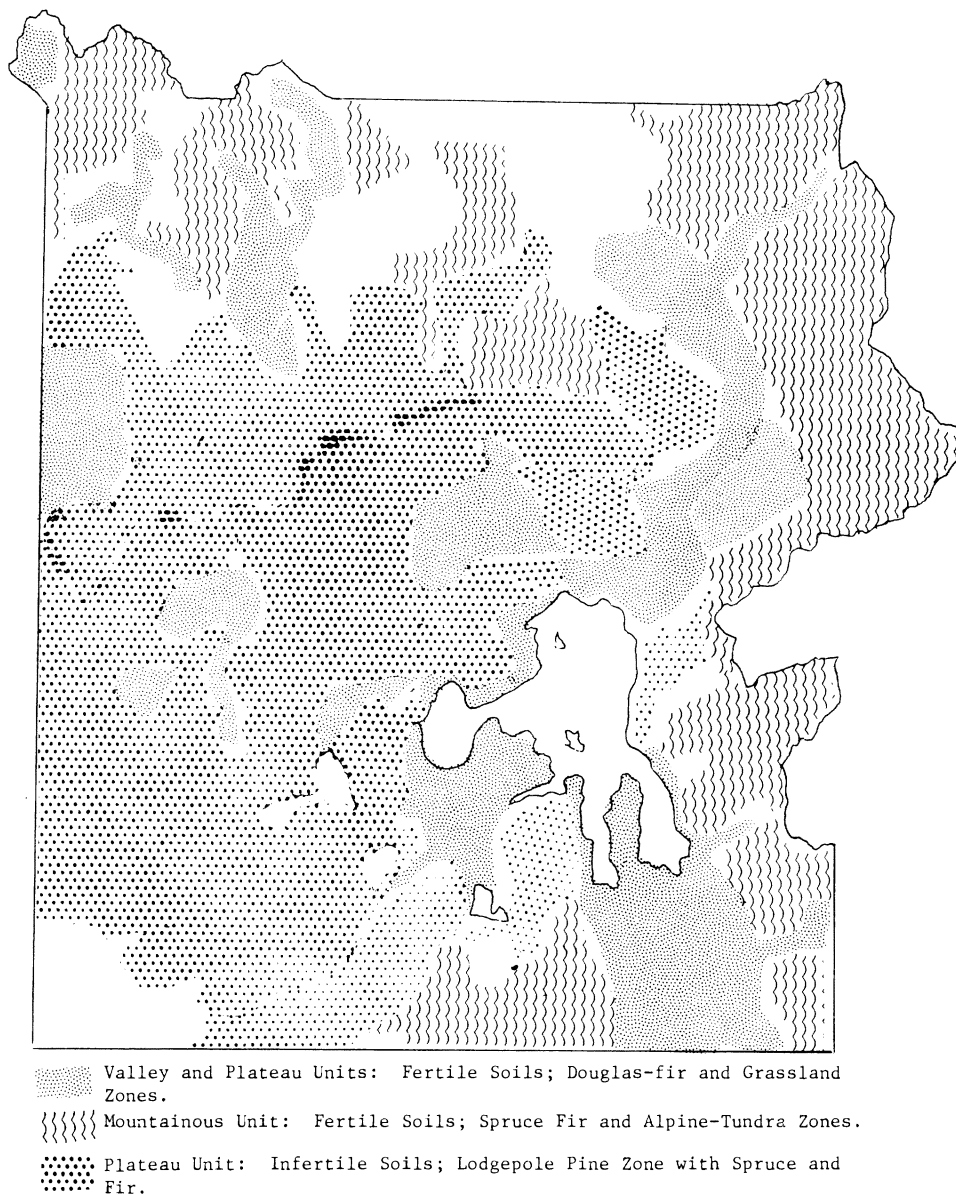 Valley and Plateau Units: Fertile Soils; Douglas-fir and Grassland
Zones.
Mountainous Unit: Fertile Soils; Spruce Fir and Alpine-Tundra Zones.
Plateau Unit: Infertile Soils; Lodgepole Pine Zone with Spruce and
Fir.